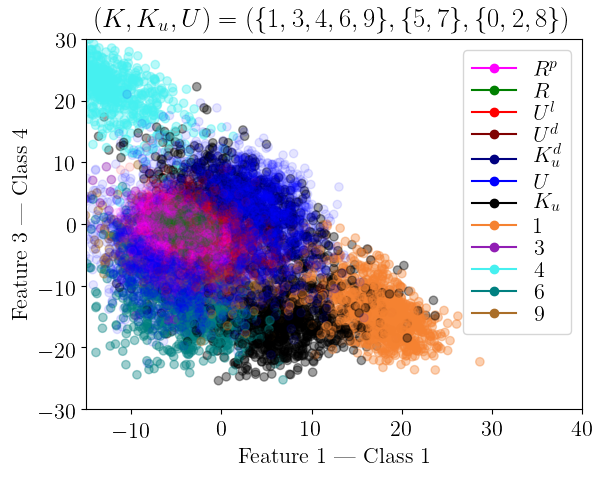 (K, K_u, U) = ({1, 3, 4, 6, 9}, {5, 7}, {0, 2, 8})
30
20
10
0
−10
−20
−30
Feature 3 — Class 4
R^p
R
U^l
U^d
K_u^d
U
K_u
1
3
4
6
9
−10
0
10
20
30
40
Feature 1 — Class 1